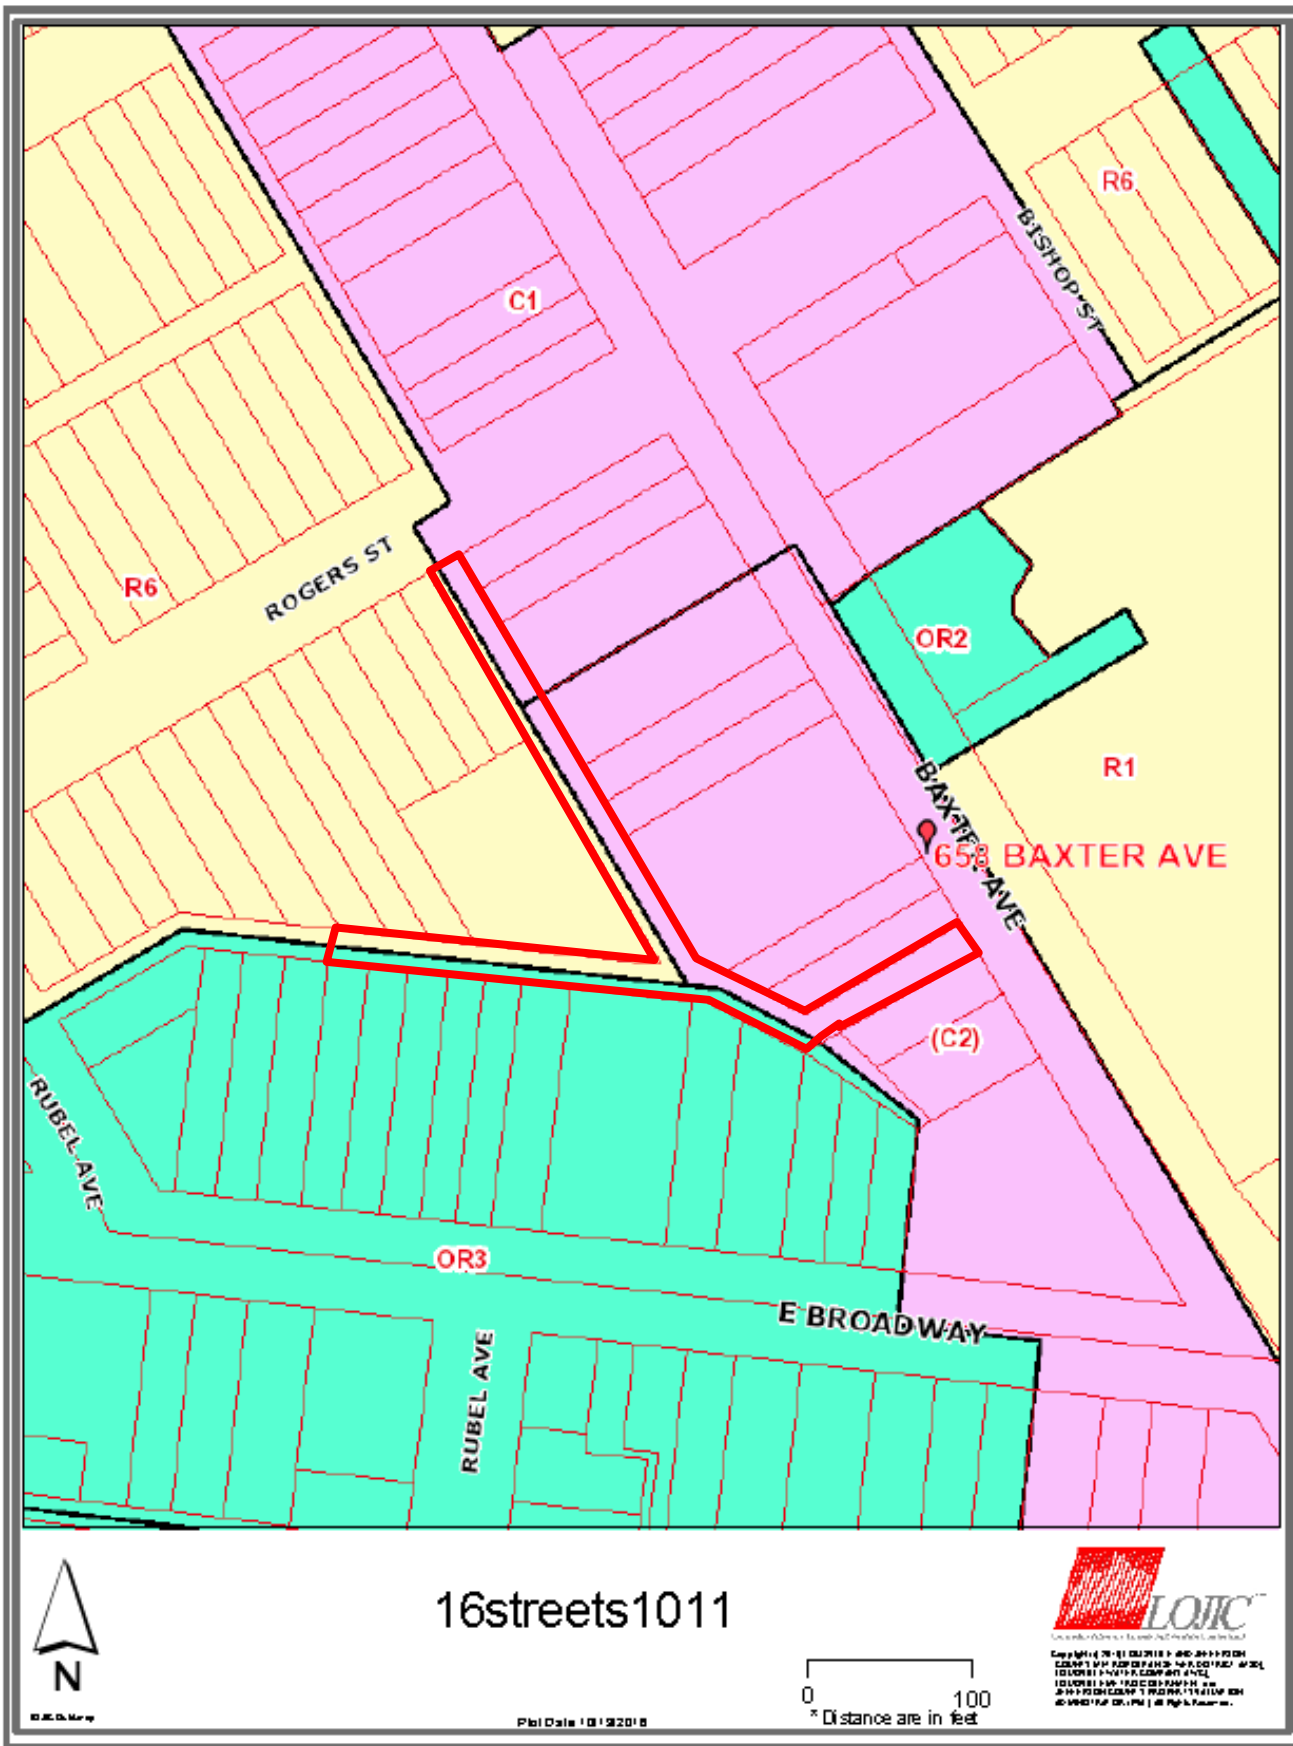 R6
BISHOP ST
C1
ROGERS ST
R6
OR2
R1
BAXTER AVE
658 BAXTER AVE
(C2)
RUBEL AVE
OR3
E BROADWAY
RUBEL AVE
N
16streets1011
0 100
* Distance are in feet
LOJIC